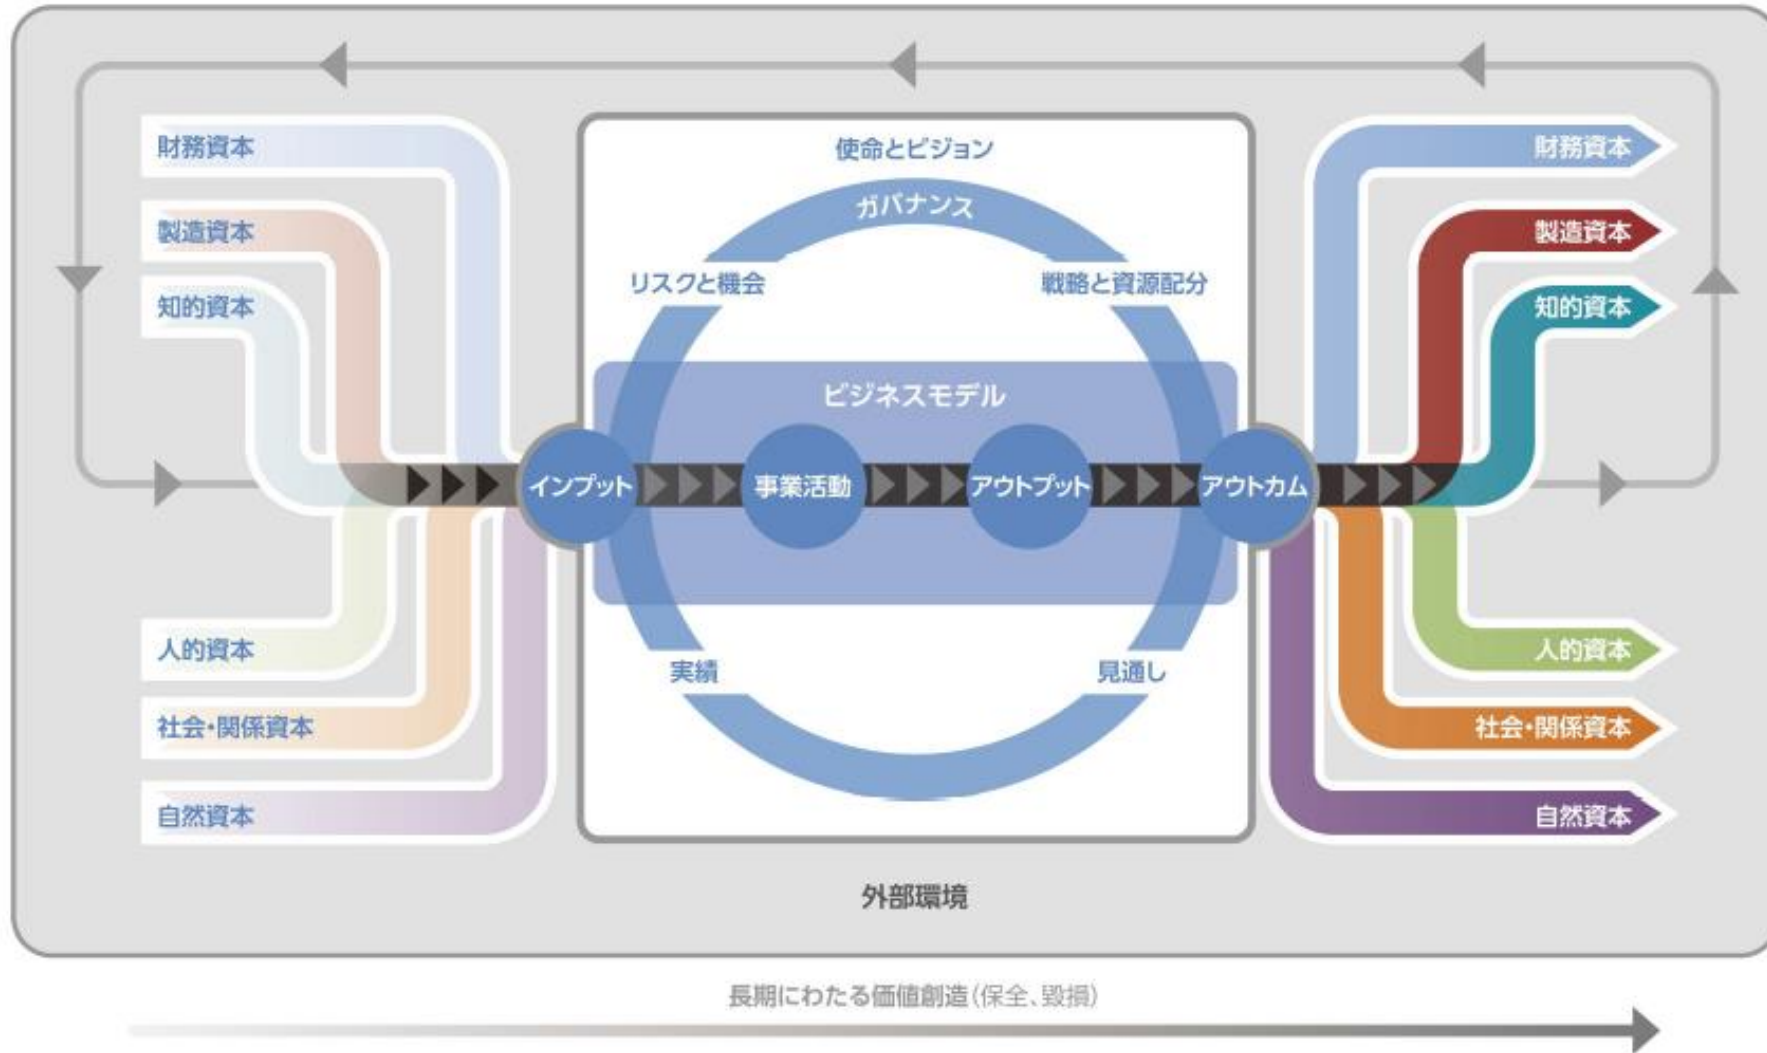 財務資本
製造資本
知的資本
人的資本
社会・関係資本
自然資本
使命とビジョン
ガバナンス
リスクと機会
戦略と資源配分
ビジネスモデル
インプット
事業活動
アウトプット
アウトカム
実績
見通し
財務資本
製造資本
知的資本
人的資本
社会・関係資本
自然資本
外部環境
長期にわたる価値創造(保全、毀損)